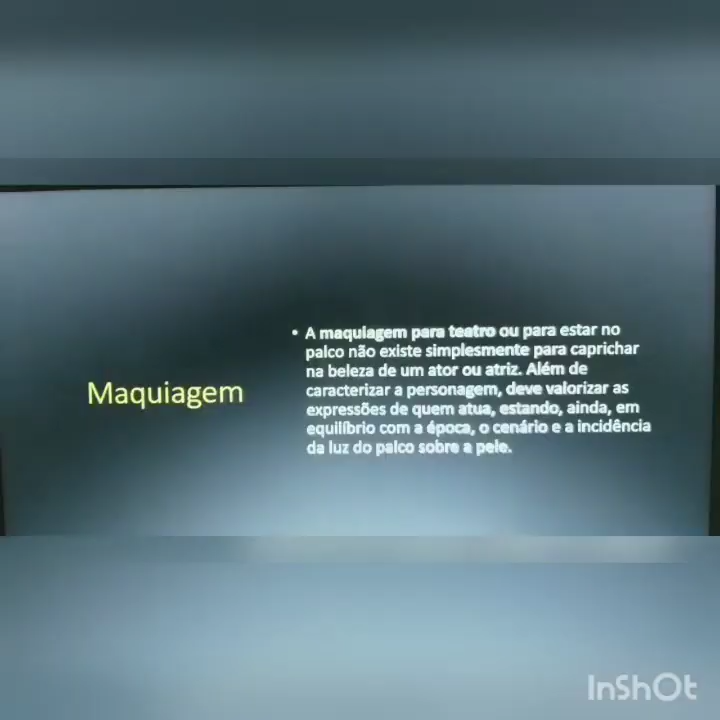 Maquiagem
• A maquiagem para teatro ou para estar no
palco não existe simplesmente para caprichar
na beleza de um ator ou atriz. Além de
caracterizar a personagem, deve valorizar as
expressões de quem atua, estando, ainda, em
equilíbrio com a época, o cenário e a incidência
da luz do palco sobre a pele.
InShOt